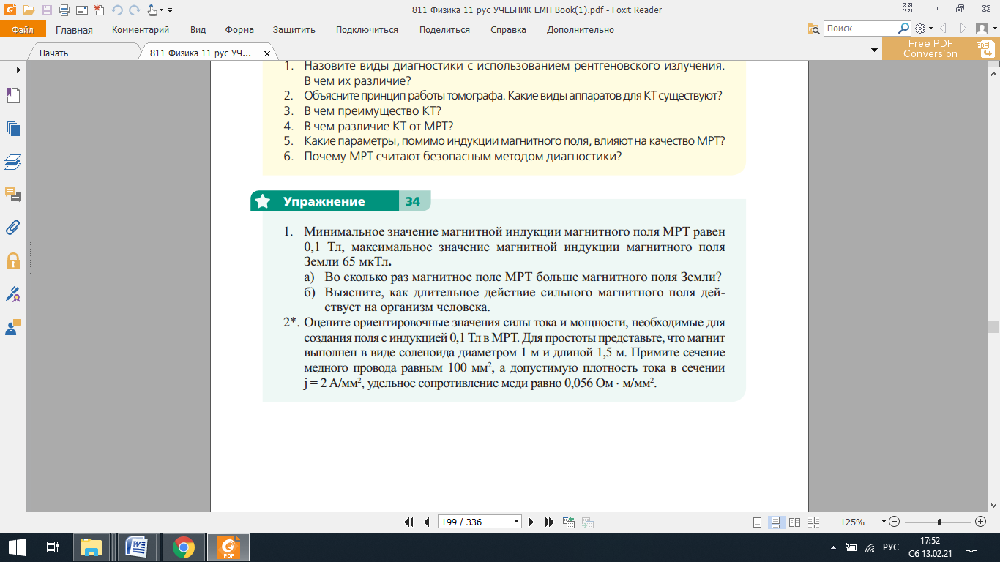 811 Физика 11 рус УЧЕБНИК ЕМН Book(1).pdf - Foxit Reader
Файл Главная Комментарий Вид Форма Защитить Подключиться Поделиться Справка Дополнительно Поиск
Начать 811 Физика 11 рус УЧ... Free PDF
Conversion
1. Назовите виды диагностики с использованием рентгеновского излучения.
В чем их различие?
2. Объясните принцип работы томографа. Какие виды аппаратов для КТ существуют?
3. В чем преимущество КТ?
4. В чем различие КТ от МРТ?
5. Какие параметры, помимо индукции магнитного поля, влияют на качество МРТ?
6. Почему МРТ считают безопасным методом диагностики?
Упражнение 34
1. Минимальное значение магнитной индукции магнитного поля МРТ равен
0,1 Тл, максимальное значение магнитной индукции магнитного поля
Земли 65 мкТл.
а) Во сколько раз магнитное поле МРТ больше магнитного поля Земли?
б) Выясните, как длительное действие сильного магнитного поля дей-
ствует на организм человека.
2*. Оцените ориентировочные значения силы тока и мощности, необходимые для
создания поля с индукцией 0,1 Тл в МРТ. Для простоты представьте, что магнит
выполнен в виде соленоида диаметром 1 м и длиной 1,5 м. Примите сечение
медного провода равным 100 мм², а допустимую плотность тока в сечении
j = 2 А/мм², удельное сопротивление меди равно 0,056 Ом · м/мм².
199 / 336 125%
РУС 17:52
Сб 13.02.21